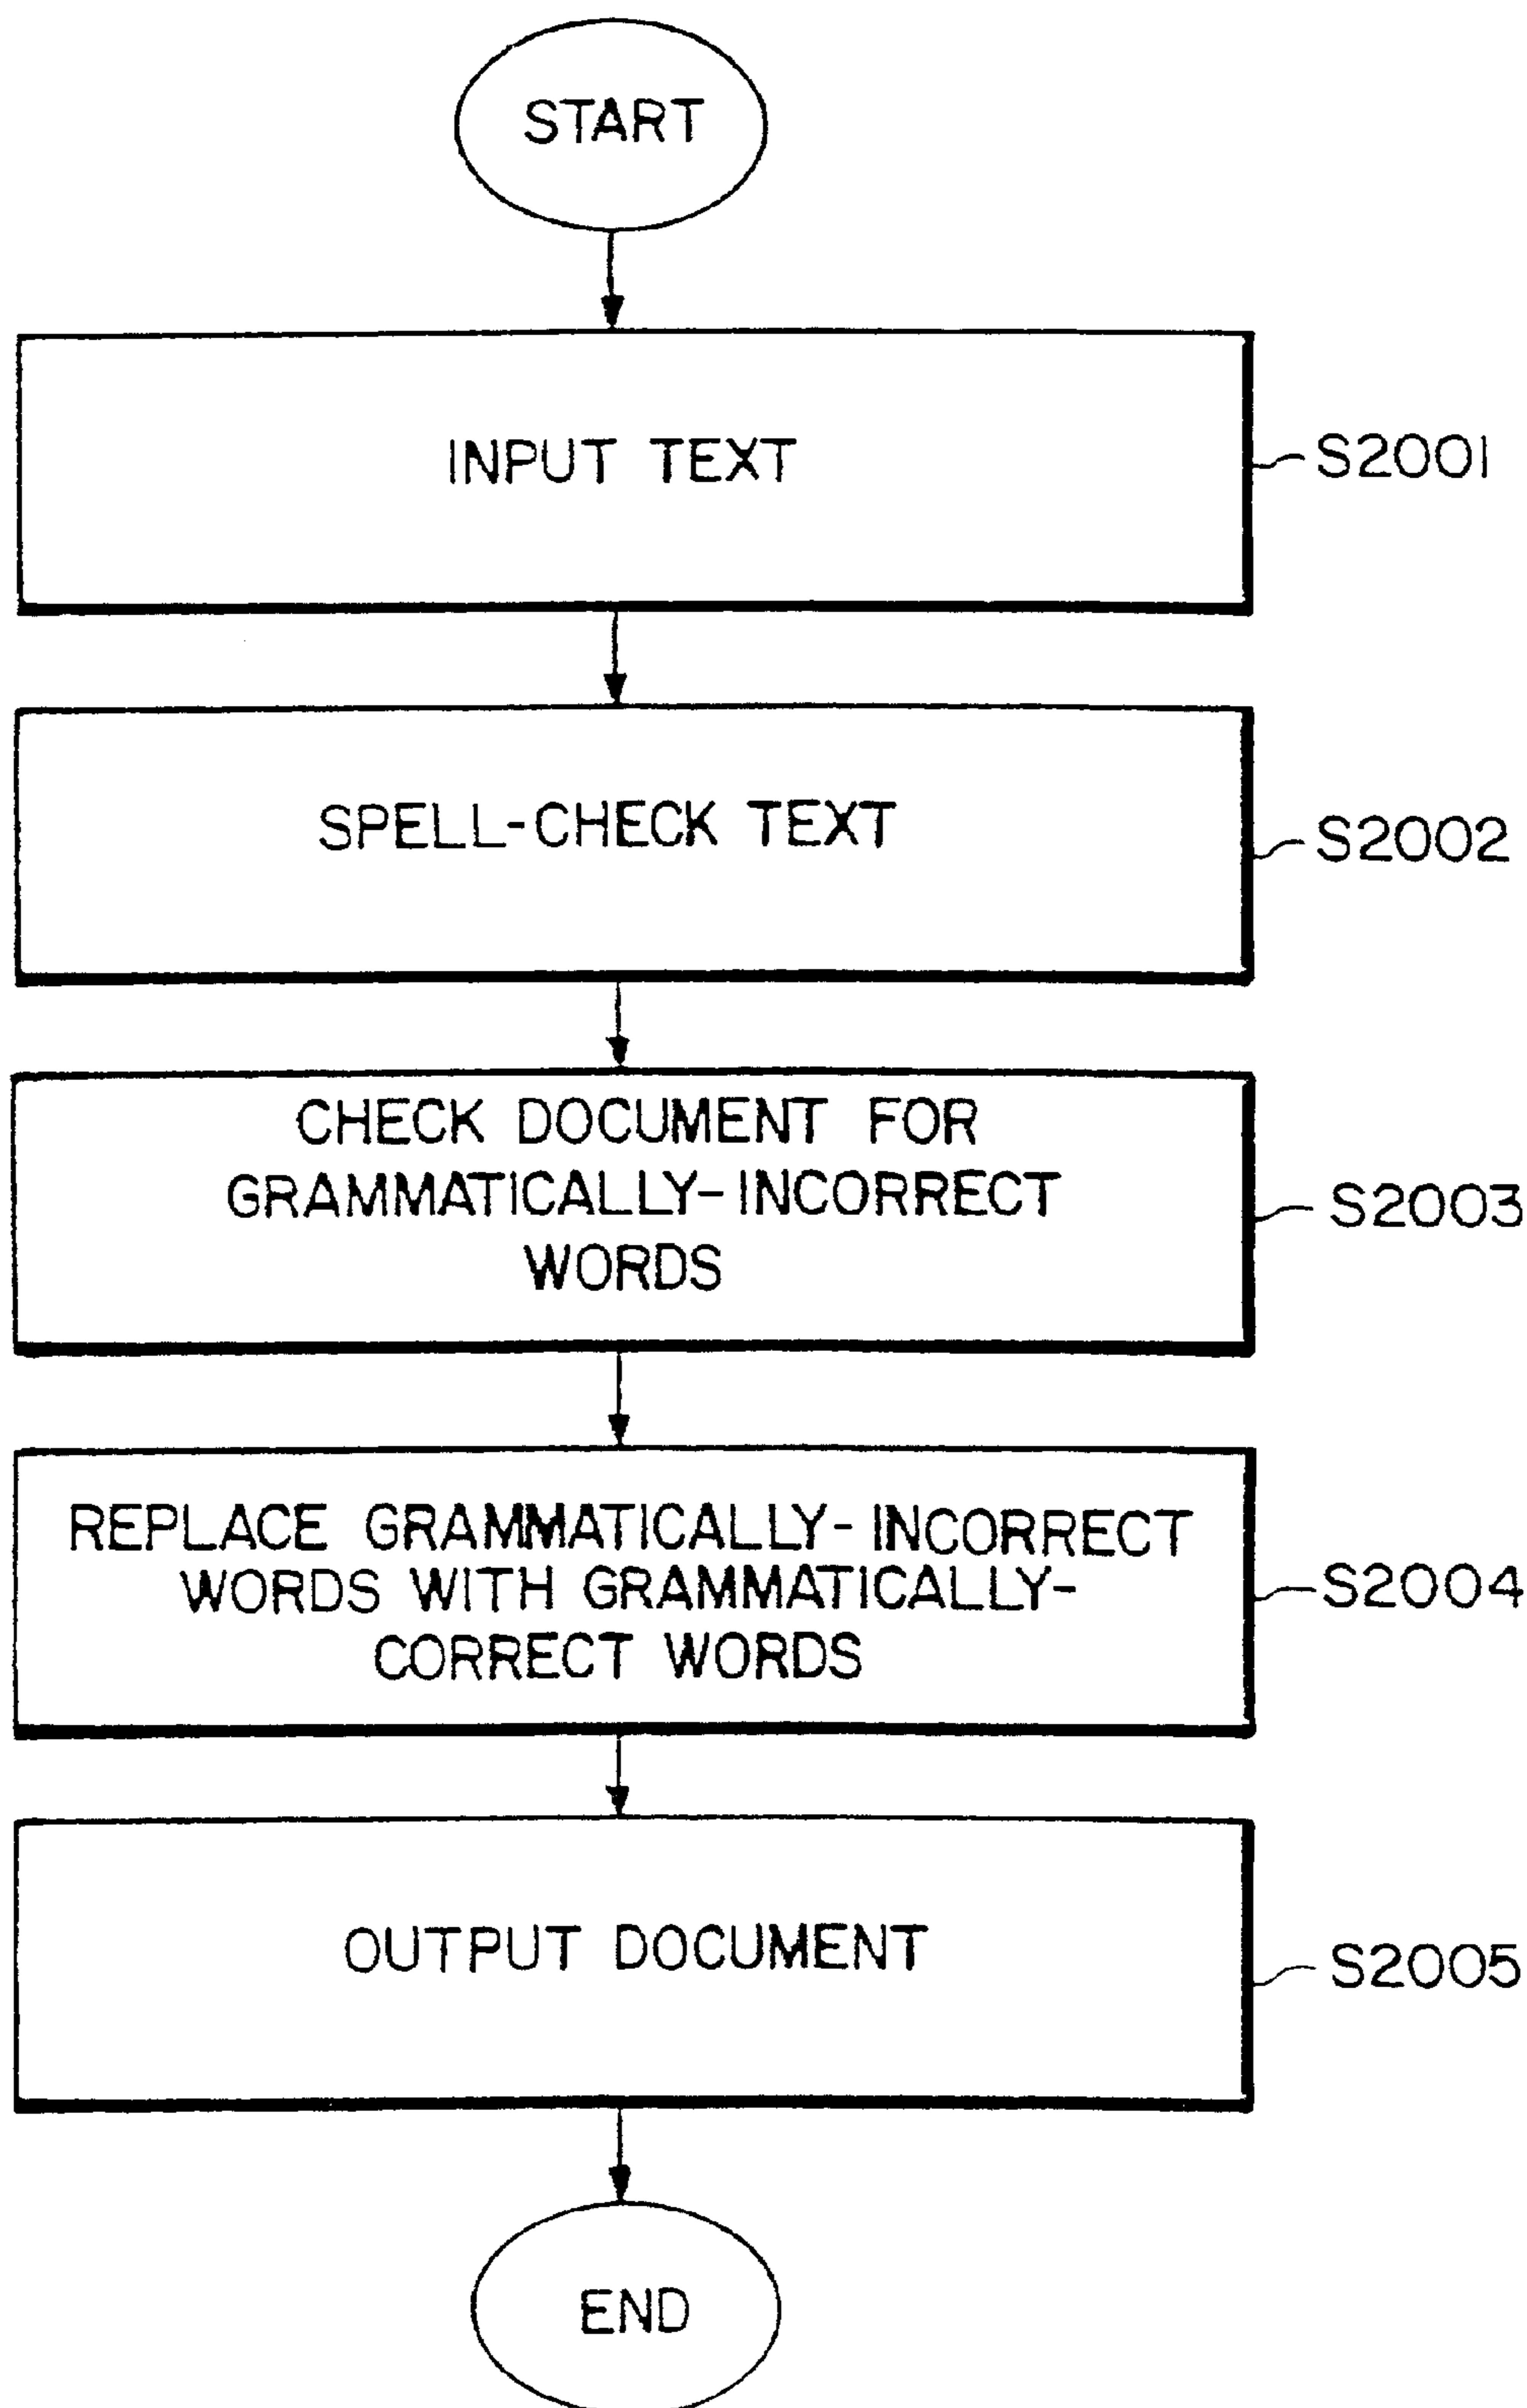 START
INPUT TEXT
S2001
SPELL-CHECK TEXT
S2002
CHECK DOCUMENT FOR
GRAMMATICALLY-INCORRECT
WORDS
S2003
REPLACE GRAMMATICALLY-INCORRECT
WORDS WITH GRAMMATICALLY-
CORRECT WORDS
S2004
OUTPUT DOCUMENT
S2005
END